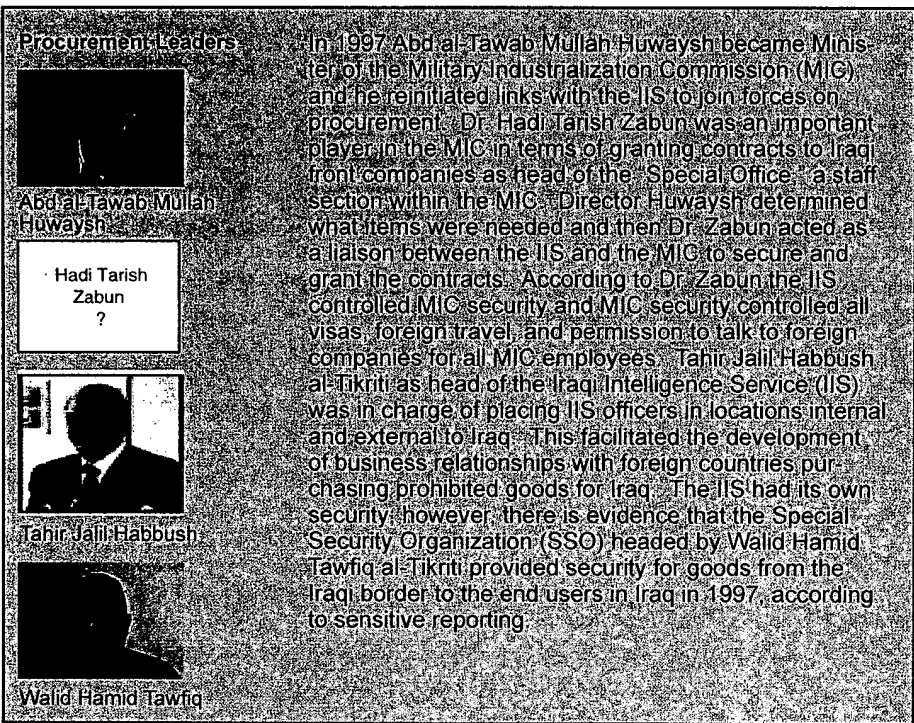 Procurement Leaders
Abd al-Tawab Mullah
Huwaysh
Hadi Tarish
Zabun
?
Tahir Jalil Habbush
Walid Hamid Tawfiq
In 1997 Abd al-Tawab Mullah Huwaysh became Minis-
ter of the Military Industrialization Commission (MIC),
and he reinitiated links with the IIS to join forces on
procurement. Dr. Hadi Tarish Zabun was an important
player in the MIC in terms of granting contracts to Iraqi
front companies as head of the "Special Office," a staff
section within the MIC. Director Huwaysh determined
what items were needed and then Dr. Zabun acted as
a liaison between the IIS and the MIC to secure and
grant the contracts. According to Dr. Zabun the IIS
controlled MIC security and MIC security controlled all
visas, foreign travel, and permission to talk to foreign
companies for all MIC employees. Tahir Jalil Habbush
al-Tikriti as head of the Iraqi Intelligence Service (IIS)
was in charge of placing IIS officers in locations internal
and external to Iraq. This facilitated the development
of business relationships with foreign countries pur-
chasing prohibited goods for Iraq. The IIS had its own
security; however, there is evidence that the Special
Security Organization (SSO) headed by Walid Hamid
Tawfiq al-Tikriti provided security for goods from the
Iraqi border to the end users in Iraq in 1997, according
to sensitive reporting.